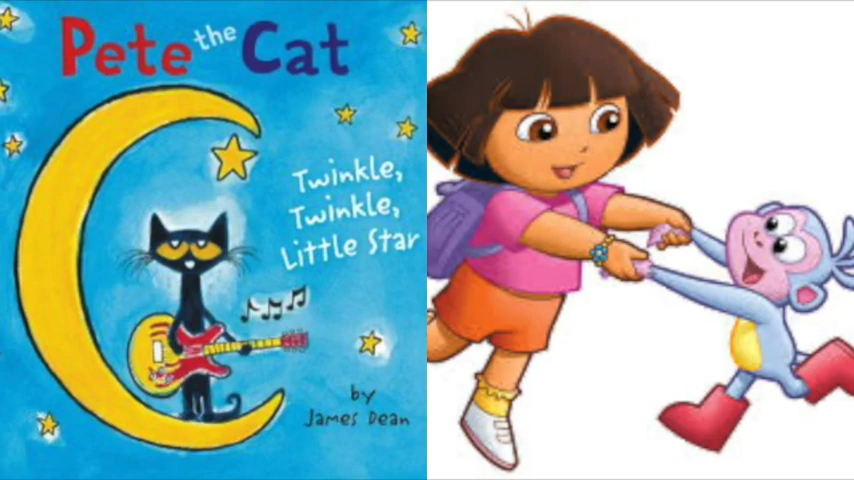 Pete the Cat
Twinkle,
Twinkle,
Little Star
by
James Dean